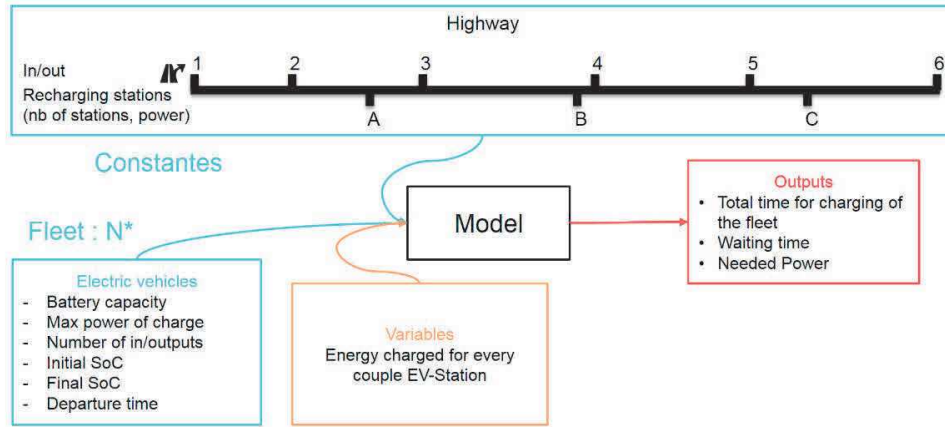 Highway
1 2 3 4 5 6
In/out
Recharging stations
(nb of stations, power)
A B C
Constantes
Fleet : N*
Model
Outputs
• Total time for charging of
the fleet
• Waiting time
• Needed Power
Electric vehicles
- Battery capacity
- Max power of charge
- Number of in/outputs
- Initial SoC
- Final SoC
- Departure time
Variables
Energy charged for every
couple EV-Station